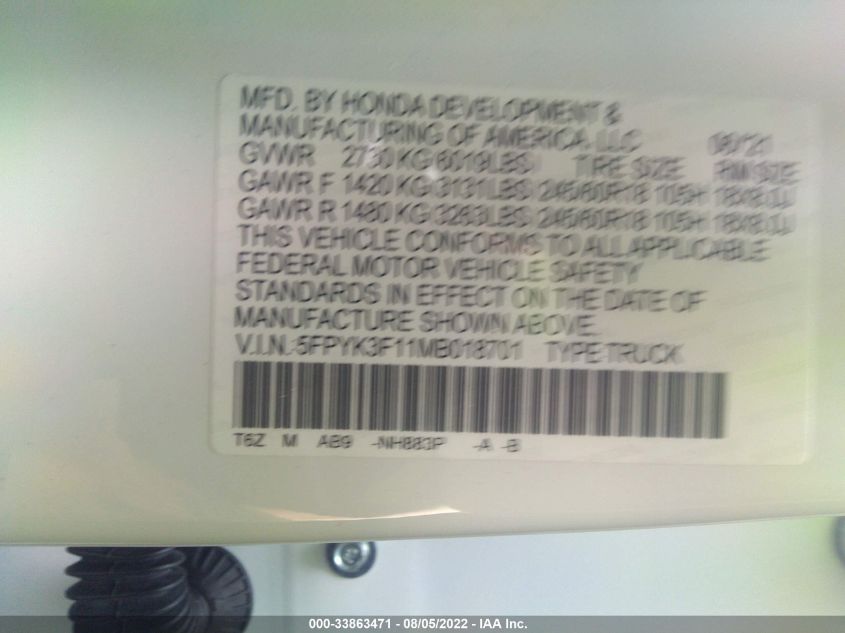 MFD. BY HONDA DEVELOPMENT &
MANUFACTURING OF AMERICA, LLC 06/21
GVWR 2730 KG 6019LBS TIRE SIZE RIM SIZE
GAWR F 1420 KG 3131LBS 245/60R18 105H 18X8.0J
GAWR R 1480 KG 3263LBS 245/60R18 105H 18X8.0J
THIS VEHICLE CONFORMS TO ALL APPLICABLE
FEDERAL MOTOR VEHICLE SAFETY
STANDARDS IN EFFECT ON THE DATE OF
MANUFACTURE SHOWN ABOVE.
V.I.N.: 5FPYK3F11MB018701 TYPE:TRUCK
T6Z M AB9 -NH883P -A -B
000-33863471 - 08/05/2022 - IAA Inc.